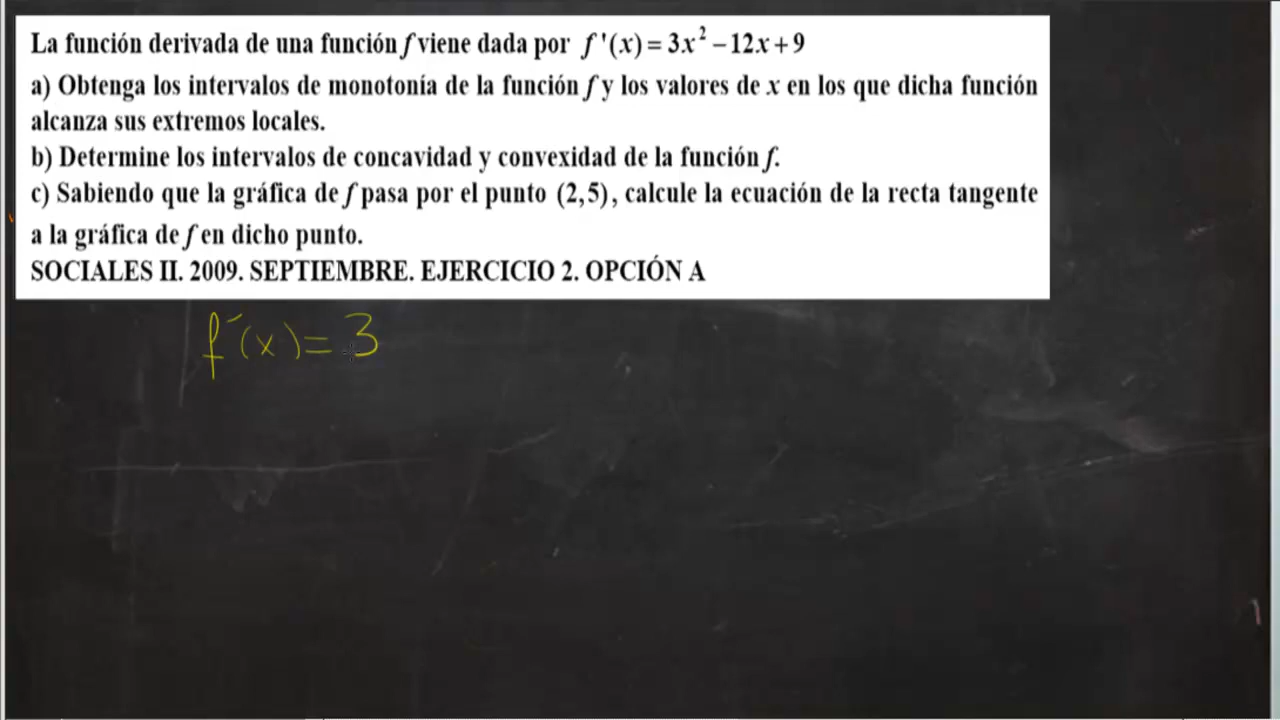 La función derivada de una función f viene dada por f'(x) = 3x² − 12x + 9
a) Obtenga los intervalos de monotonía de la función f y los valores de x en los que dicha función
alcanza sus extremos locales.
b) Determine los intervalos de concavidad y convexidad de la función f.
c) Sabiendo que la gráfica de f pasa por el punto (2,5), calcule la ecuación de la recta tangente
a la gráfica de f en dicho punto.
SOCIALES II. 2009. SEPTIEMBRE. EJERCICIO 2. OPCIÓN A
f´(x) = 3